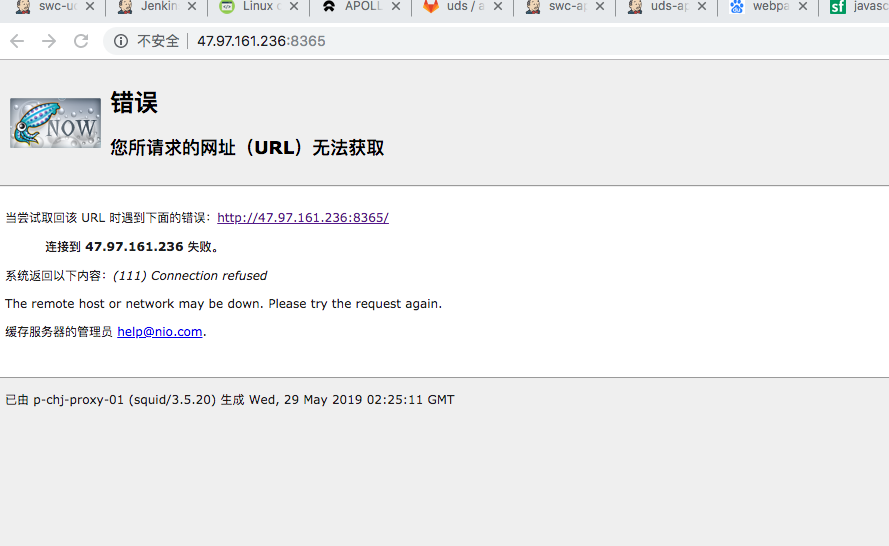 swc-u
Jenkin
Linux
APOLL
uds / a
swc-ap
uds-ap
webpa
javasc
不安全 47.97.161.236:8365
NOW
错误
您所请求的网址（URL）无法获取
当尝试取回该 URL 时遇到下面的错误：http://47.97.161.236:8365/
连接到 47.97.161.236 失败。
系统返回以下内容：(111) Connection refused
The remote host or network may be down. Please try the request again.
缓存服务器的管理员 help@nio.com.
已由 p-chj-proxy-01 (squid/3.5.20) 生成 Wed, 29 May 2019 02:25:11 GMT